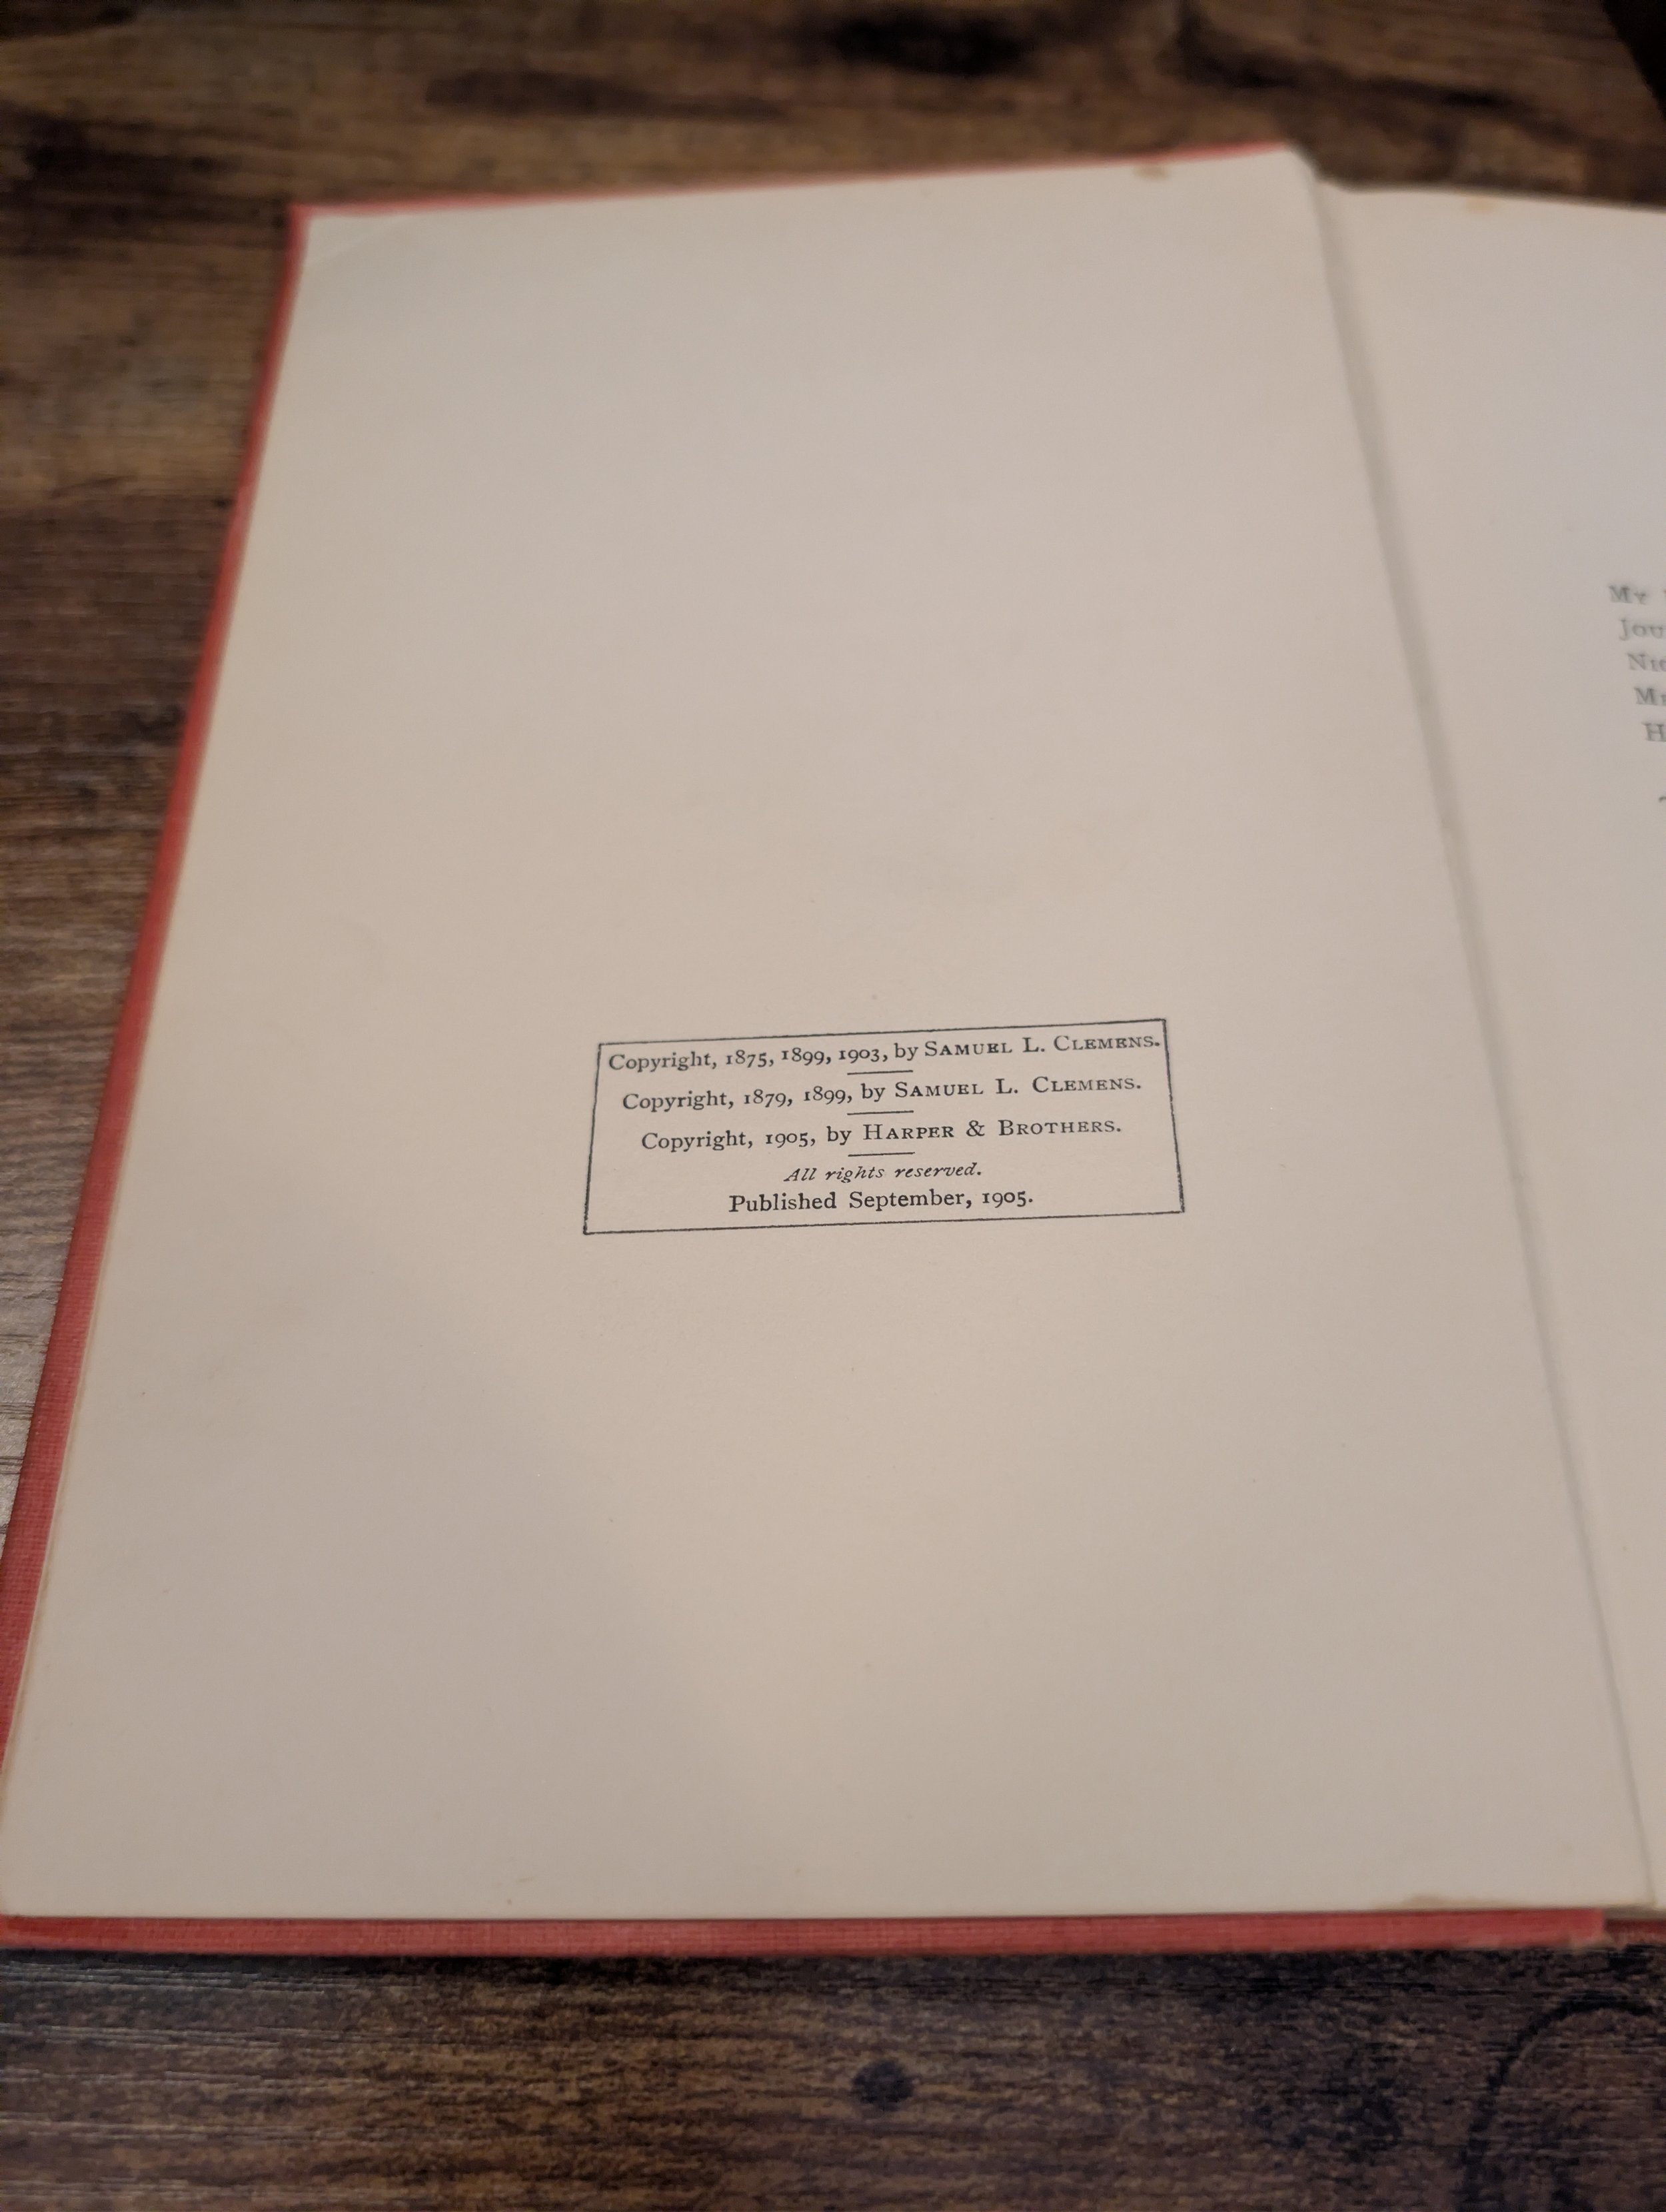 Copyright, 1875, 1899, 1903, by SAMUEL L. CLEMENS.
Copyright, 1879, 1899, by SAMUEL L. CLEMENS.
Copyright, 1905, by HARPER & BROTHERS.
All rights reserved.
Published September, 1905.
MY